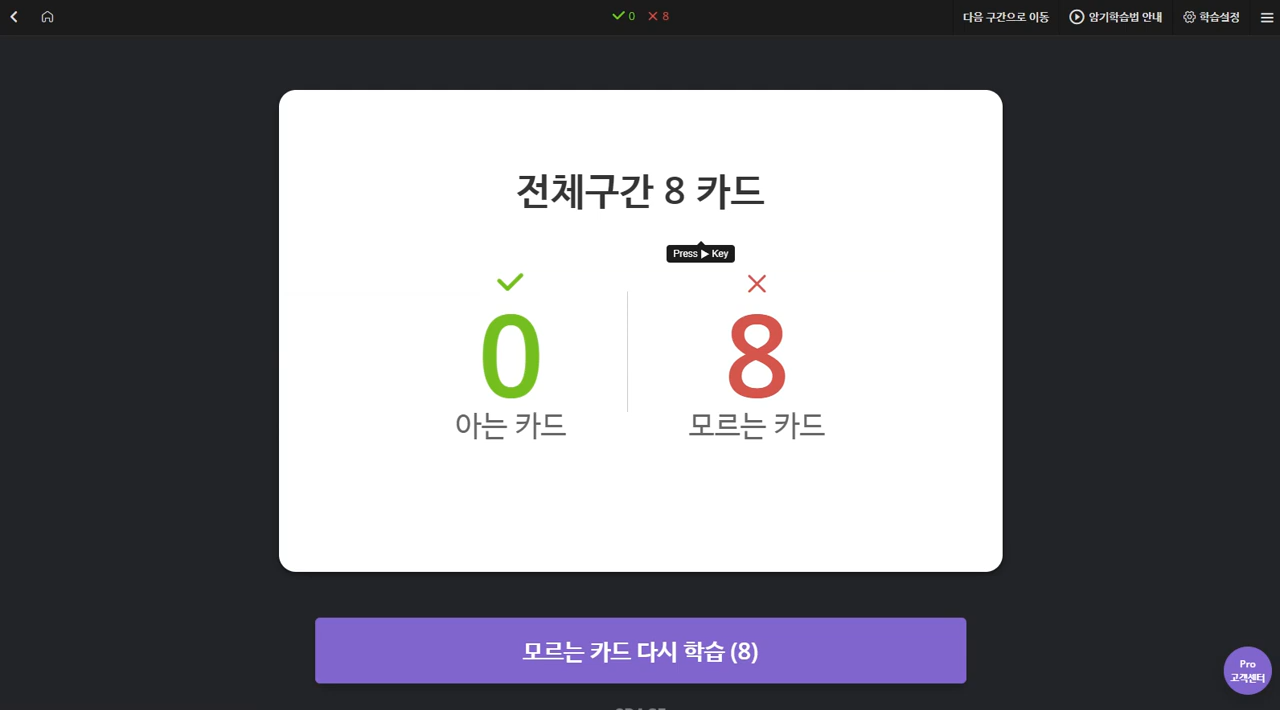 0 8 다음 구간으로 이동 암기학습법 안내 학습설정
전체구간 8 카드
Press ▶ Key
0 8
아는 카드 모르는 카드
모르는 카드 다시 학습 (8)
Pro
고객센터